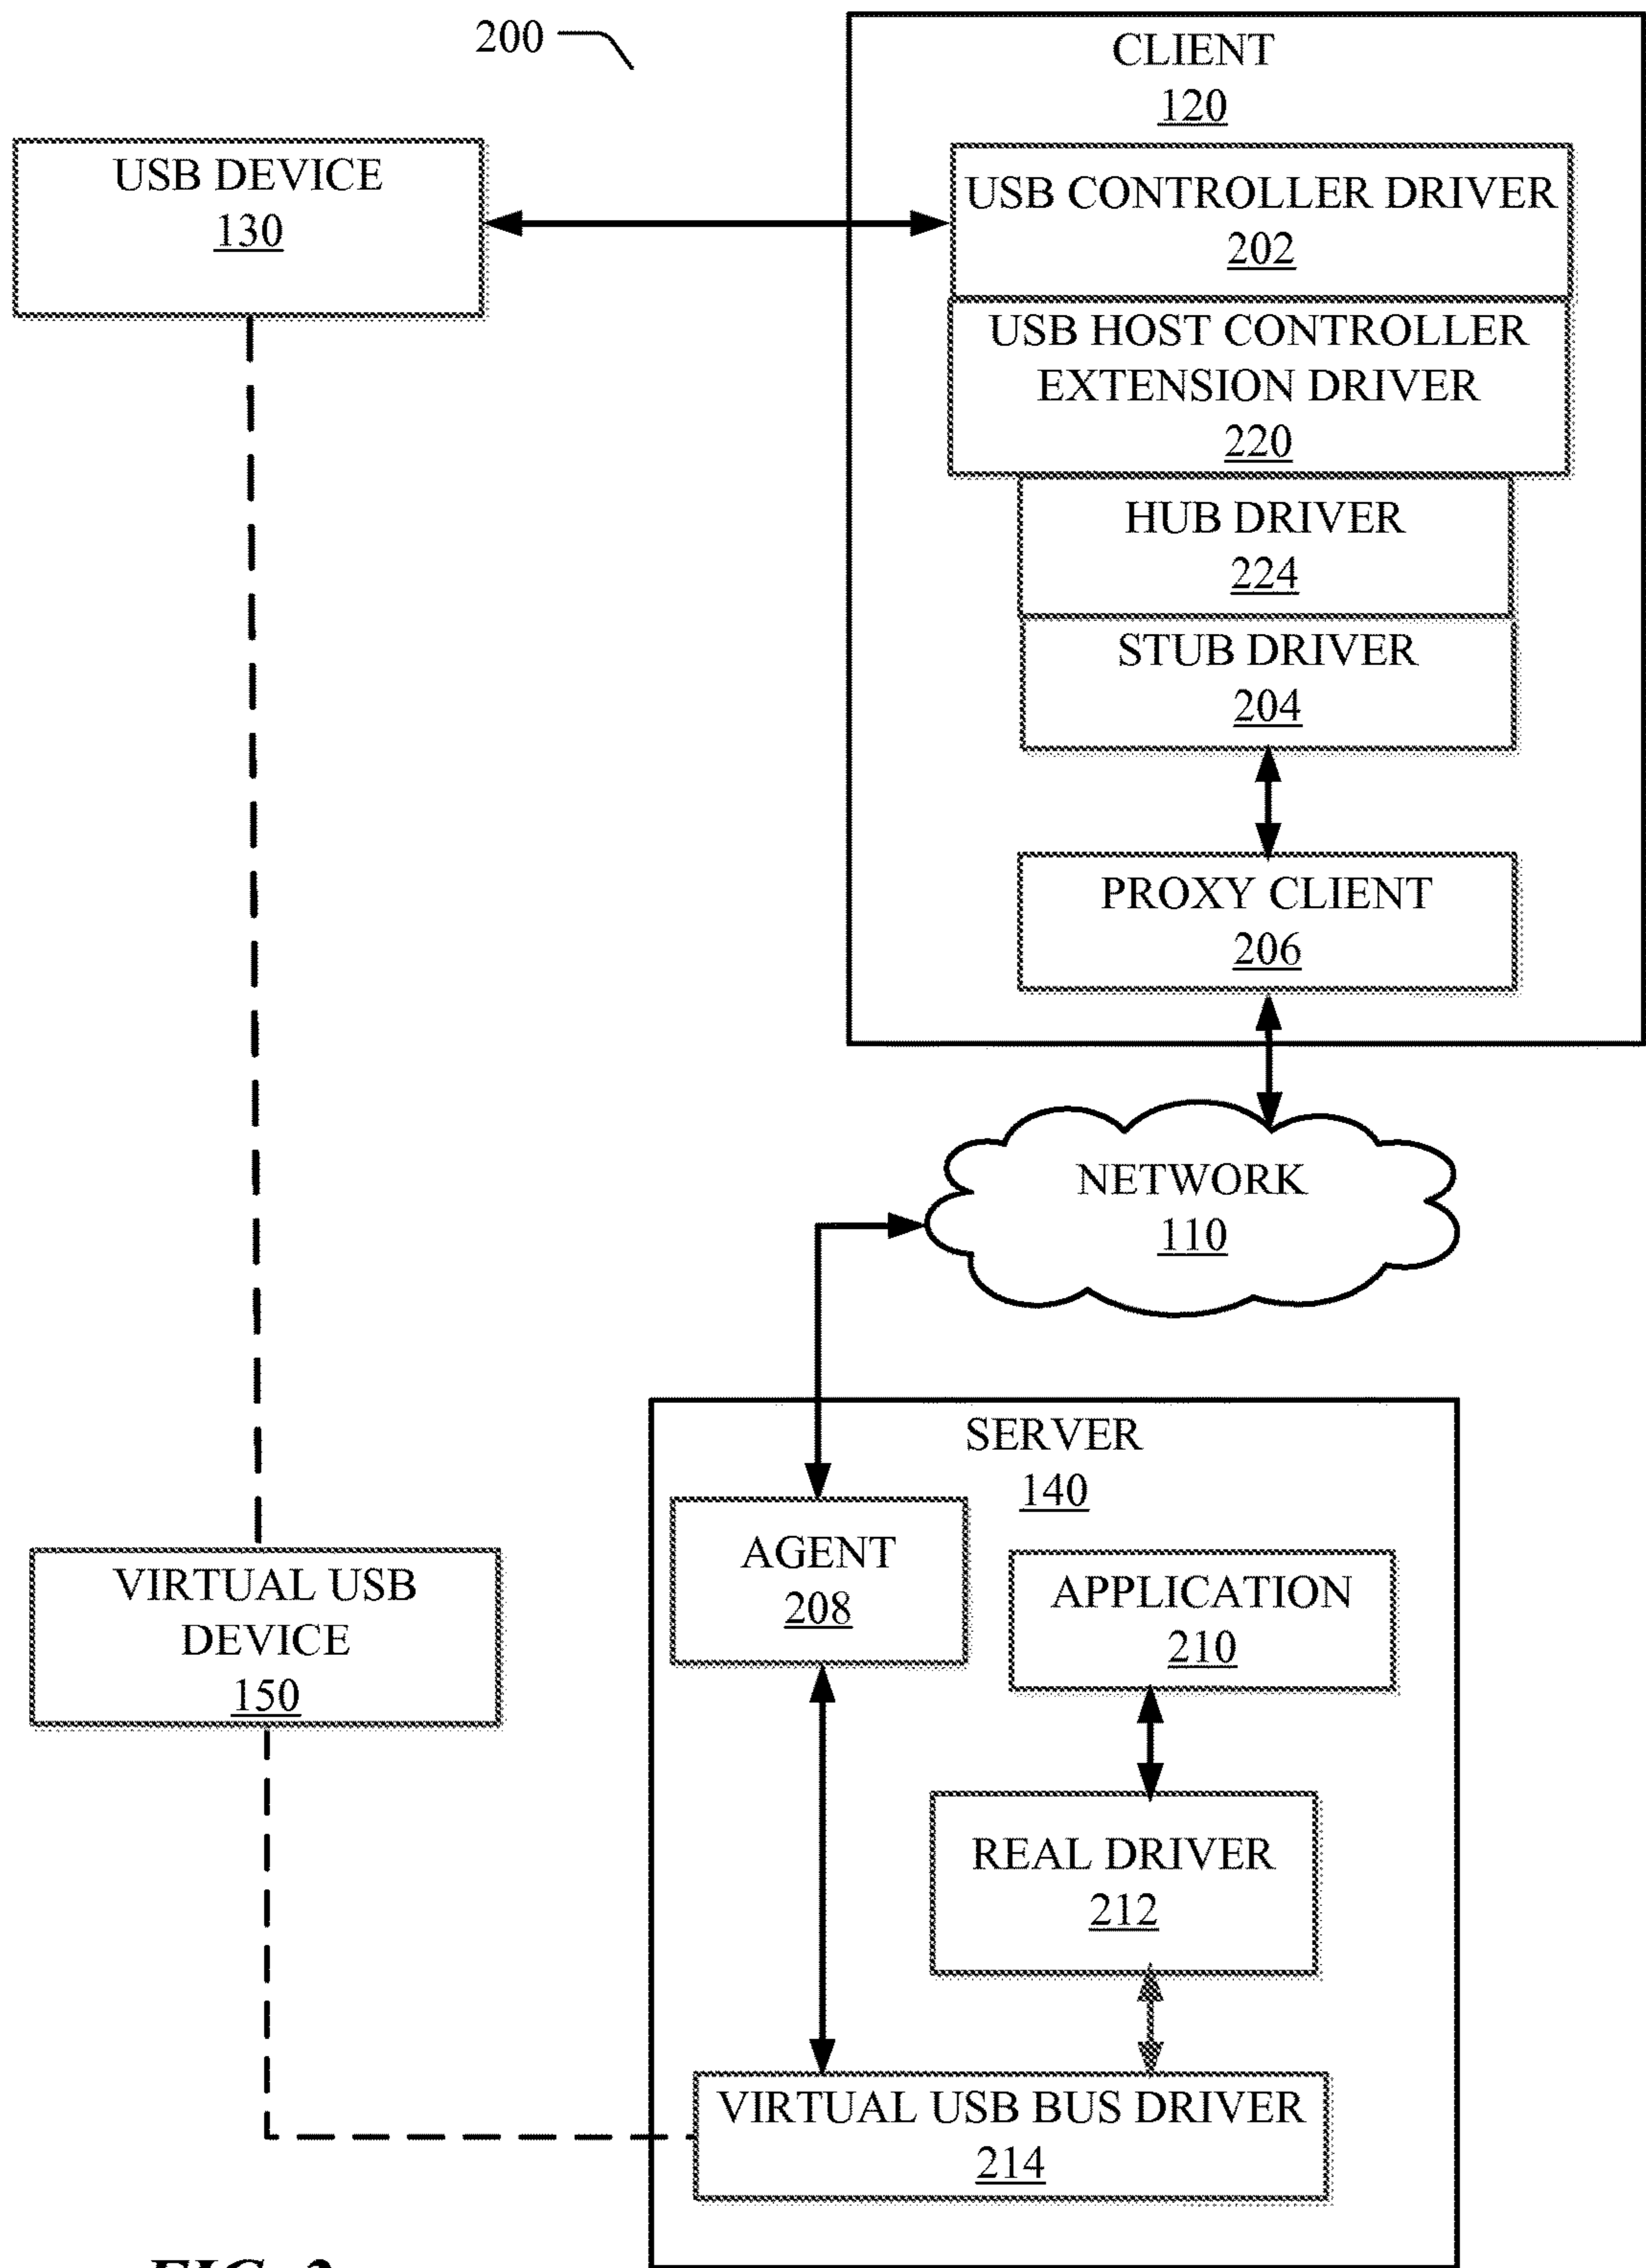 200
CLIENT
120
USB DEVICE
130
USB CONTROLLER DRIVER
202
USB HOST CONTROLLER
EXTENSION DRIVER
220
HUB DRIVER
224
STUB DRIVER
204
PROXY CLIENT
206
NETWORK
110
SERVER
140
AGENT
208
APPLICATION
210
VIRTUAL USB
DEVICE
150
REAL DRIVER
212
VIRTUAL USB BUS DRIVER
214